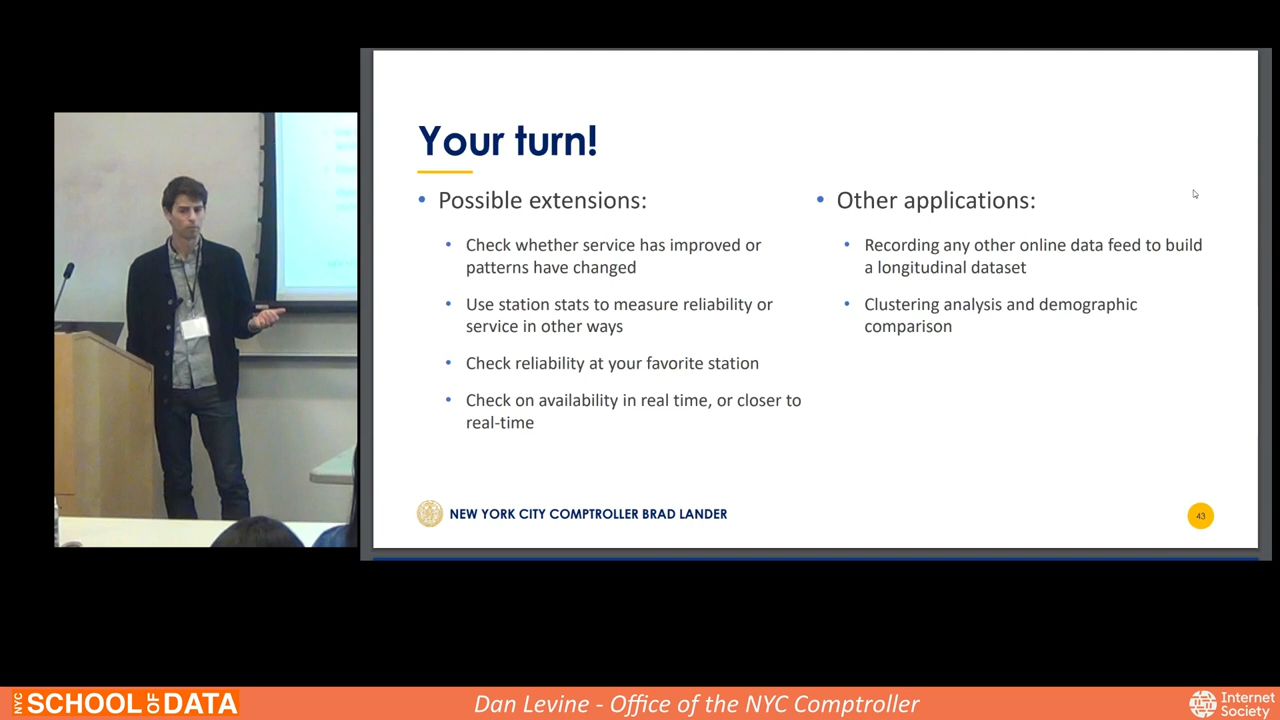 Your turn!
• Possible extensions:
• Check whether service has improved or
patterns have changed
• Use station stats to measure reliability or
service in other ways
• Check reliability at your favorite station
• Check on availability in real time, or closer to
real-time
• Other applications:
• Recording any other online data feed to build
a longitudinal dataset
• Clustering analysis and demographic
comparison
NEW YORK CITY COMPTROLLER BRAD LANDER
43
NYC SCHOOL OF DATA
Dan Levine - Office of the NYC Comptroller
Internet
Society